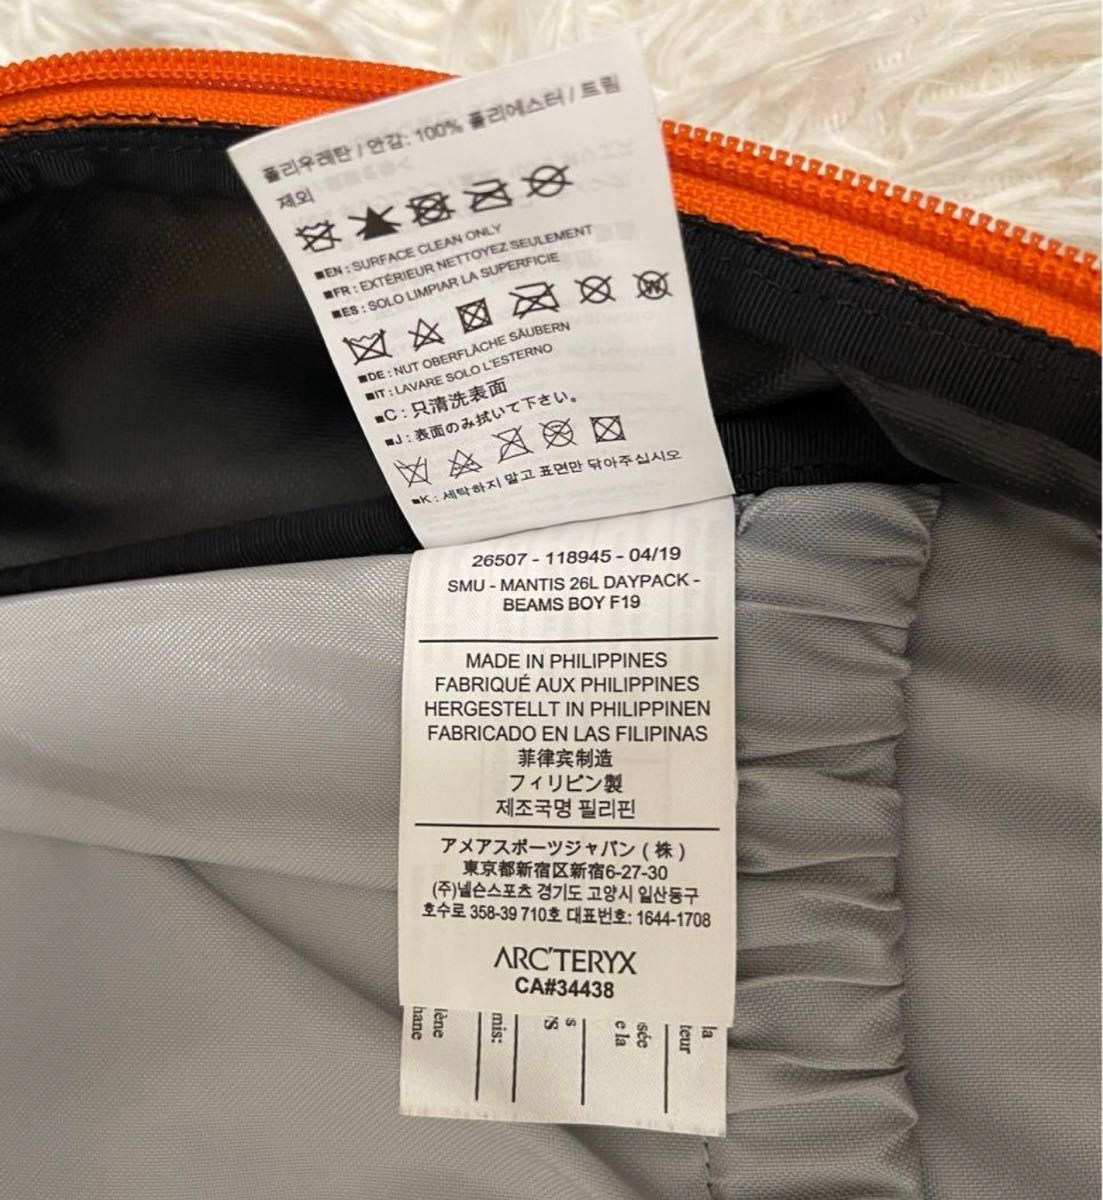 폴리우레탄 / 안감: 100% 폴리에스터 / 트림
제외
■EN : SURFACE CLEAN ONLY
■FR : EXTÉRIEUR NETTOYEZ SEULEMENT
■ES : SOLO LIMPIAR LA SUPERFICIE
■DE : NUT OBERFLÄCHE SÄUBERN
■IT : LAVARE SOLO L'ESTERNO
■C : 只清洗表面
■J : 表面のみ拭いて下さい。
■K : 세탁하지 말고 표면만 닦아주십시오
26507 - 118945 - 04/19
SMU - MANTIS 26L DAYPACK -
BEAMS BOY F19
MADE IN PHILIPPINES
FABRIQUÉ AUX PHILIPPINES
HERGESTELLT IN PHILIPPINEN
FABRICADO EN LAS FILIPINAS
菲律宾制造
フィリピン製
제조국명 필리핀
アメアスポーツジャパン ( 株 )
東京都新宿区新宿6-27-30
(주)넬슨스포츠 경기도 고양시 일산동구
호수로 358-39 710호 대표번호: 1644-1708
ARC'TERYX
CA#34438
la
teur
sée
e la
s
mis:
lène
hane